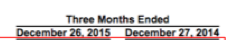 Three Months Ended
December 26, 2015 December 27, 2014